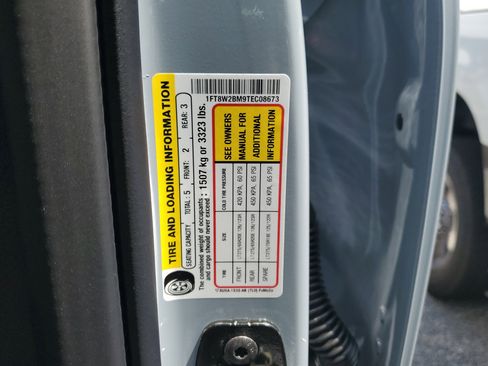 TIRE AND LOADING INFORMATION
SEATING CAPACITY TOTAL: 5 FRONT: 2 REAR: 3
The combined weight of occupants
and cargo should never exceed : 1507 kg or 3323 lbs.
TIRE SIZE COLD TIRE PRESSURE
FRONT 420 KPA, 60 PSI
REAR 450 KPA, 65 PSI
SPARE 450 KPA, 65 PSI
SEE OWNERS
MANUAL FOR
ADDITIONAL
INFORMATION
1FT8W2BM9TEC08673